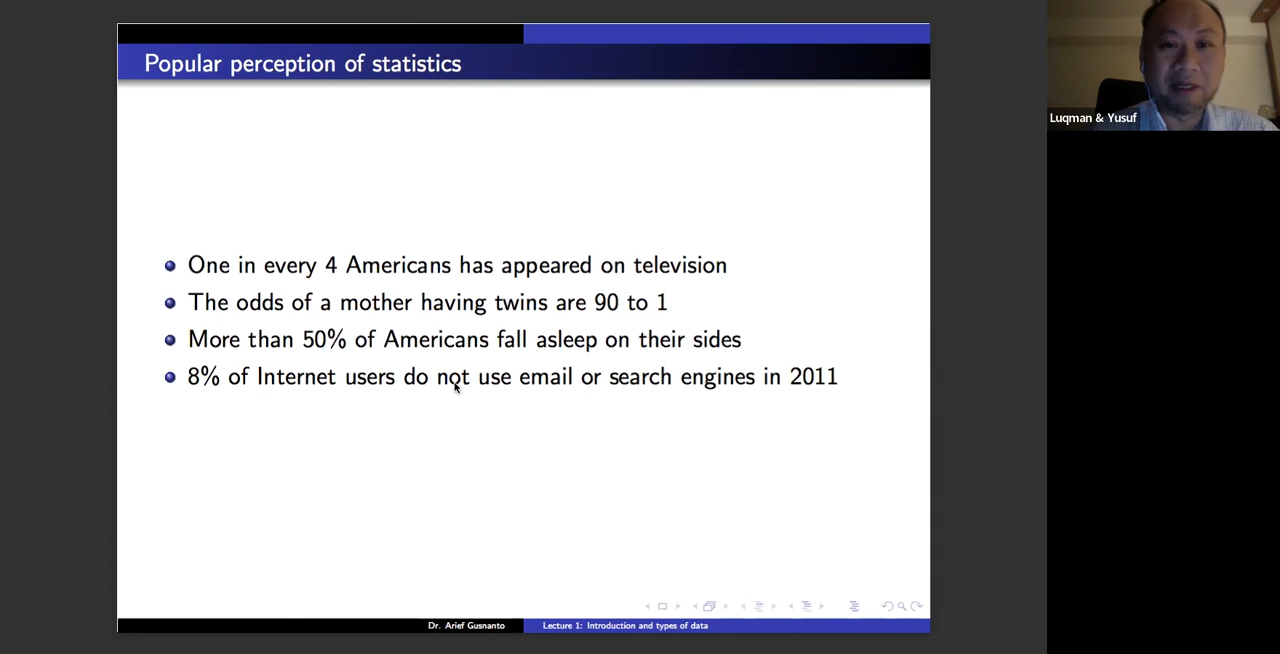 Popular perception of statistics
Luqman & Yusuf
One in every 4 Americans has appeared on television
The odds of a mother having twins are 90 to 1
More than 50% of Americans fall asleep on their sides
8% of Internet users do not use email or search engines in 2011
Dr. Arief Gusnanto
Lecture 1: Introduction and types of data